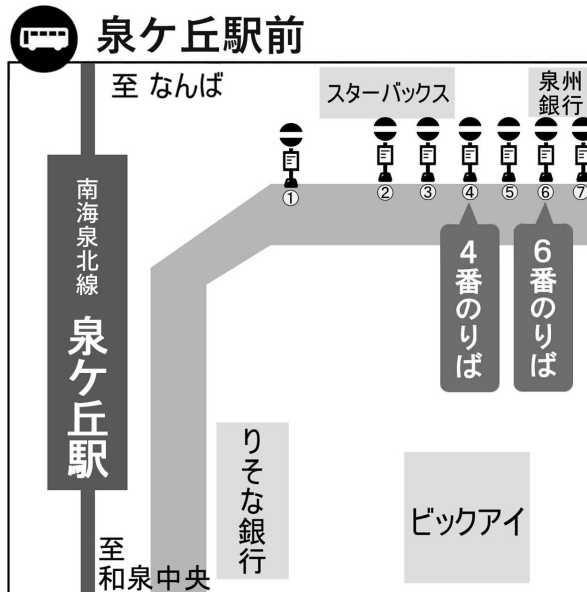 泉ケ丘駅前
至 なんば
スターバックス
泉州
銀行
①
②
③
④
⑤
⑥
⑦
南海泉北線
泉ケ丘駅
4番のりば
6番のりば
りそな銀行
ビックアイ
至
和泉中央